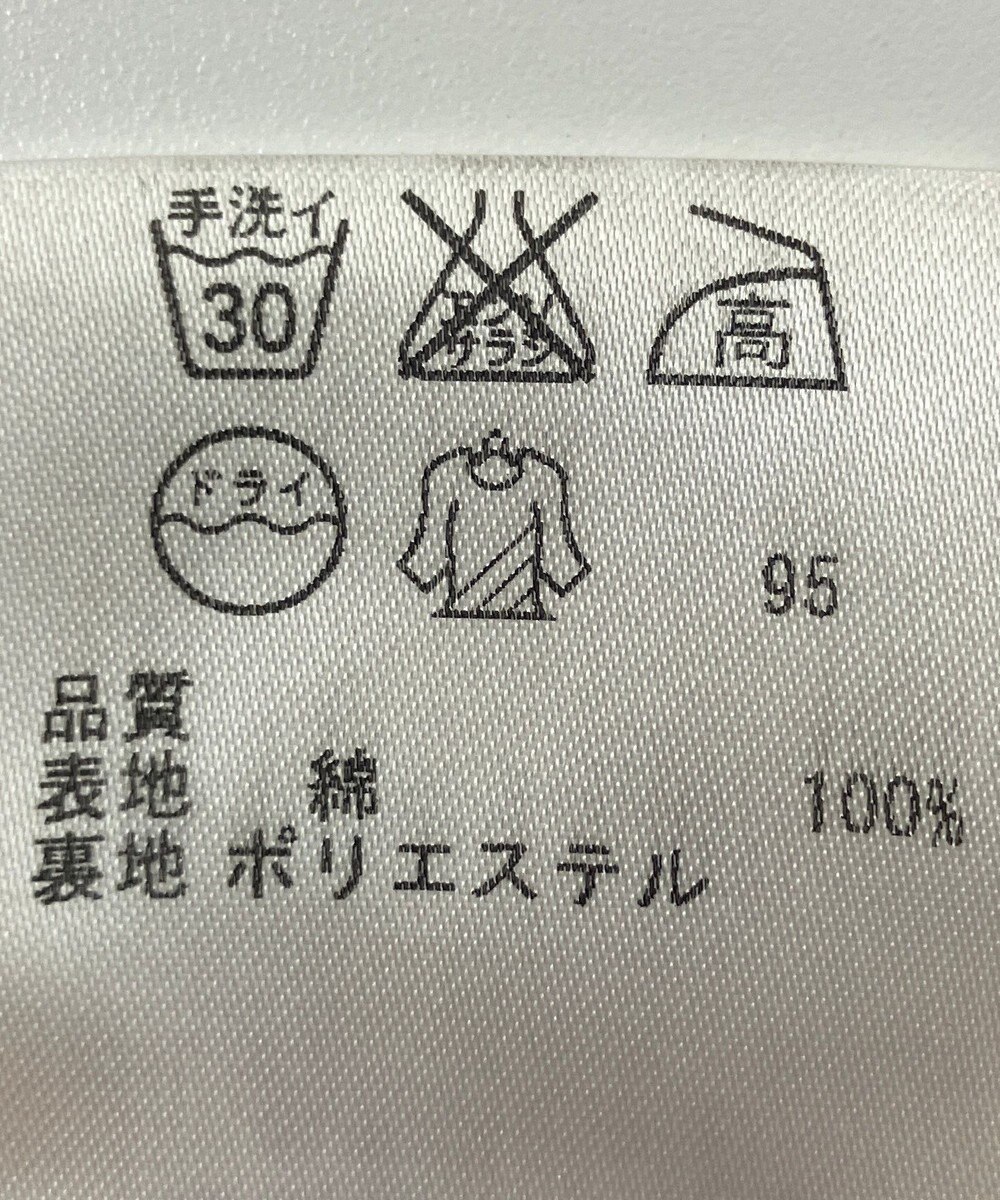 手洗イ
30
エンソ
サラシ
高
ドライ
95
品質
表地 綿 100%
裏地 ポリエステル